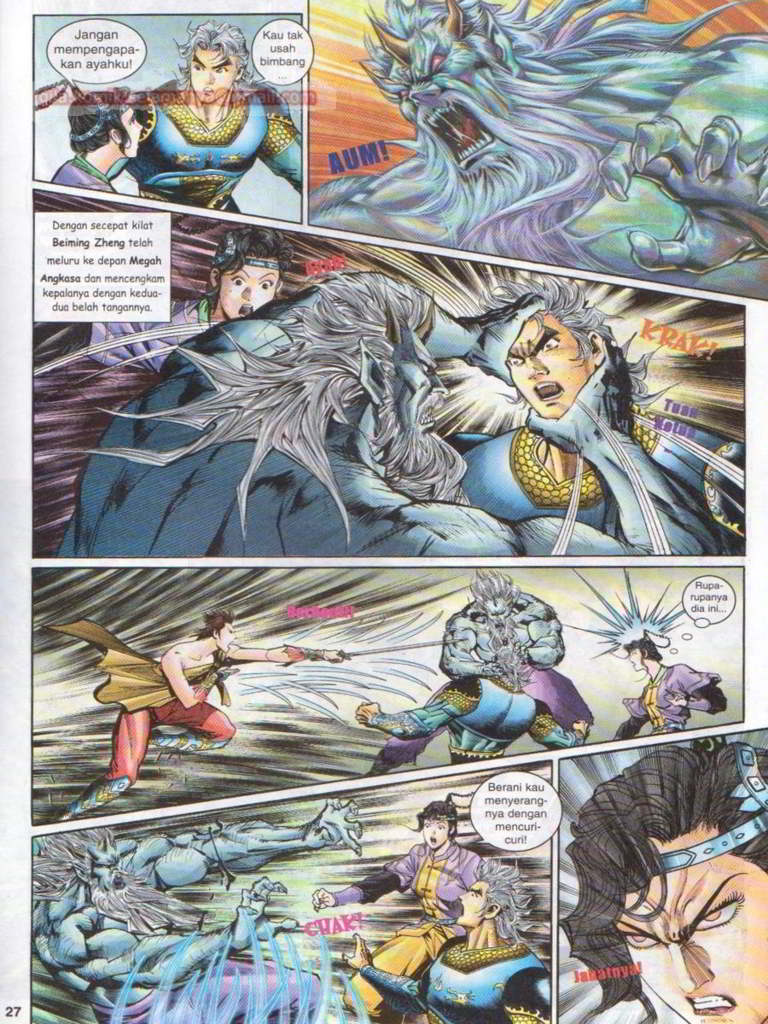 Jangan
mempengapa-
kan ayahku!
Kau tak
usah
bimbang
...
AUM!
Dengan secepat kilat
Beiming Zheng telah
meluru ke depan Megah
Angkasa dan mencengkam
kepalanya dengan kedua-
dua belah tangannya.
KRAK!
Tuan
Ketua
Rupa-
rupanya
dia ini...
Berani kau
menyerang-
nya dengan
mencuri-
curi!
CHAK!
Jahatnya!
27